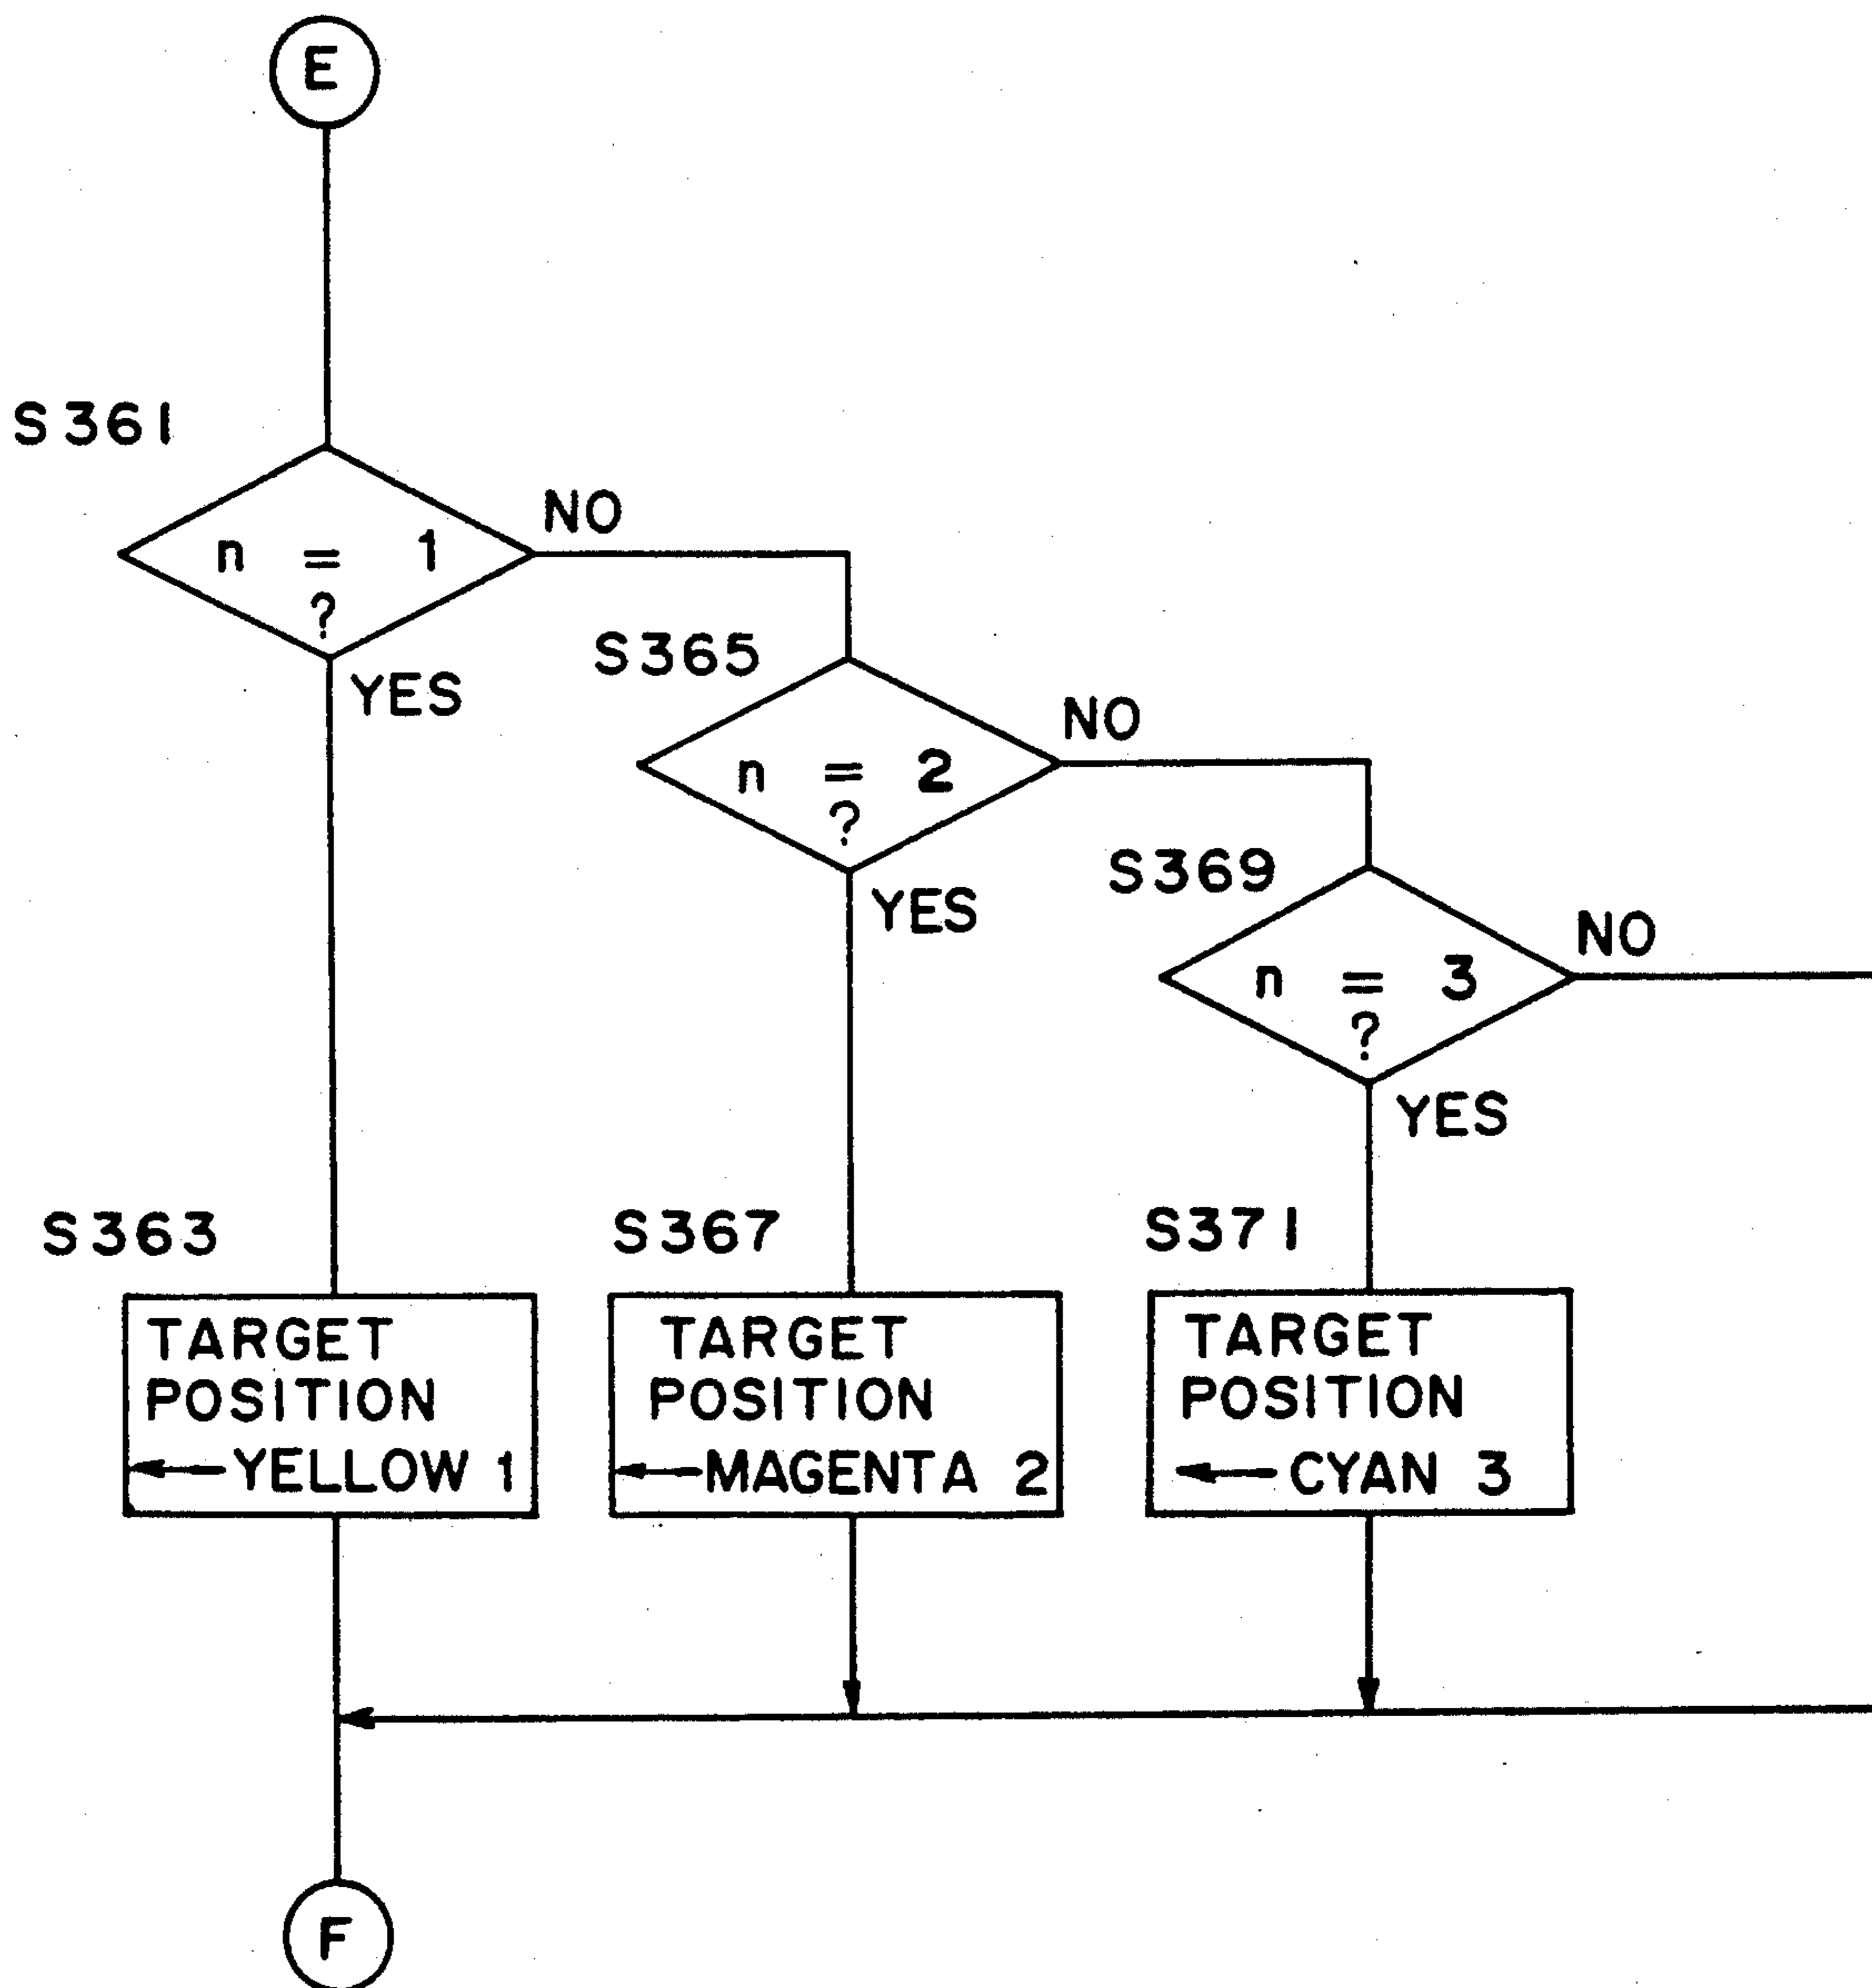 E
S361
n = 1
?
NO
YES
S365
n = 2
?
NO
YES
S369
n = 3
?
NO
YES
S363
TARGET
POSITION
←YELLOW 1
S367
TARGET
POSITION
←MAGENTA 2
S371
TARGET
POSITION
← CYAN 3
F